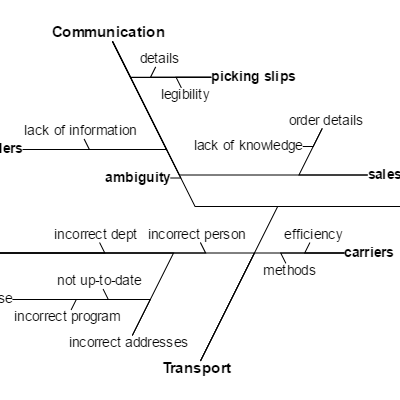 Communication
details
picking slips
legibility
order details
lack of information
lack of knowledge
ders
ambiguity
sales
incorrect dept
incorrect person
efficiency
carriers
methods
not up-to-date
se
incorrect program
incorrect addresses
Transport